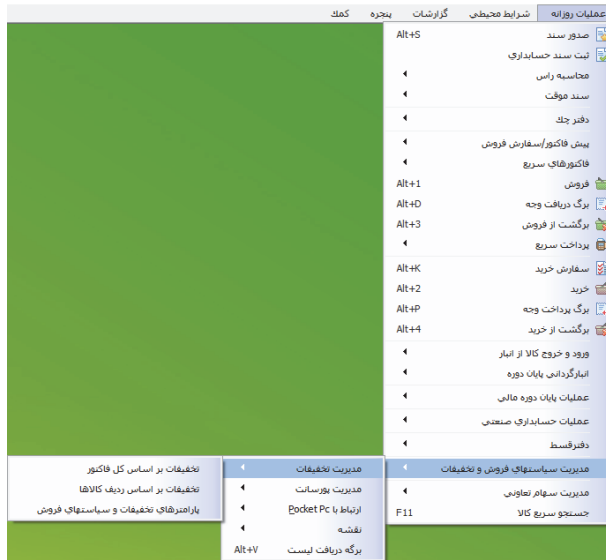 عملیات روزانه شرایط محیطی گزارشات پنجره کمک
صدور سند Alt+S
ثبت سند حسابداري
محاسبه راس
سند موقت
دفتر چك
پيش فاكتور/سفارش فروش
فاكتورهاي سريع
فروش Alt+1
برگ دريافت وجه Alt+D
برگشت از فروش Alt+3
پرداخت سريع
سفارش خريد Alt+K
خريد Alt+2
برگ پرداخت وجه Alt+P
برگشت از خريد Alt+4
ورود و خروج كالا از انبار
انبارگرداني پايان دوره
عمليات پايان دوره مالي
عمليات حسابداري صنعتي
دفترقسط
مديريت سياستهاي فروش و تخفيفات
مديريت سهام تعاوني
جستجو سريع كالا F11
مديريت تخفيفات
مديريت پورسانت
ارتباط با Pocket Pc
نقشه
برگه دريافت ليست Alt+V
تخفيفات بر اساس كل فاكتور
تخفيفات بر اساس رديف كالاها
پارامترهاي تخفيفات و سياستهاي فروش